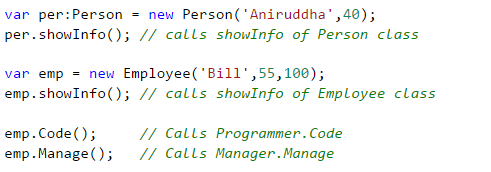 var per:Person = new Person('Aniruddha',40);
per.showInfo(); // calls showInfo of Person class
var emp = new Employee('Bill',55,100);
emp.showInfo(); // calls showInfo of Employee class
emp.Code();     // Calls Programmer.Code
emp.Manage();   // Calls Manager.Manage